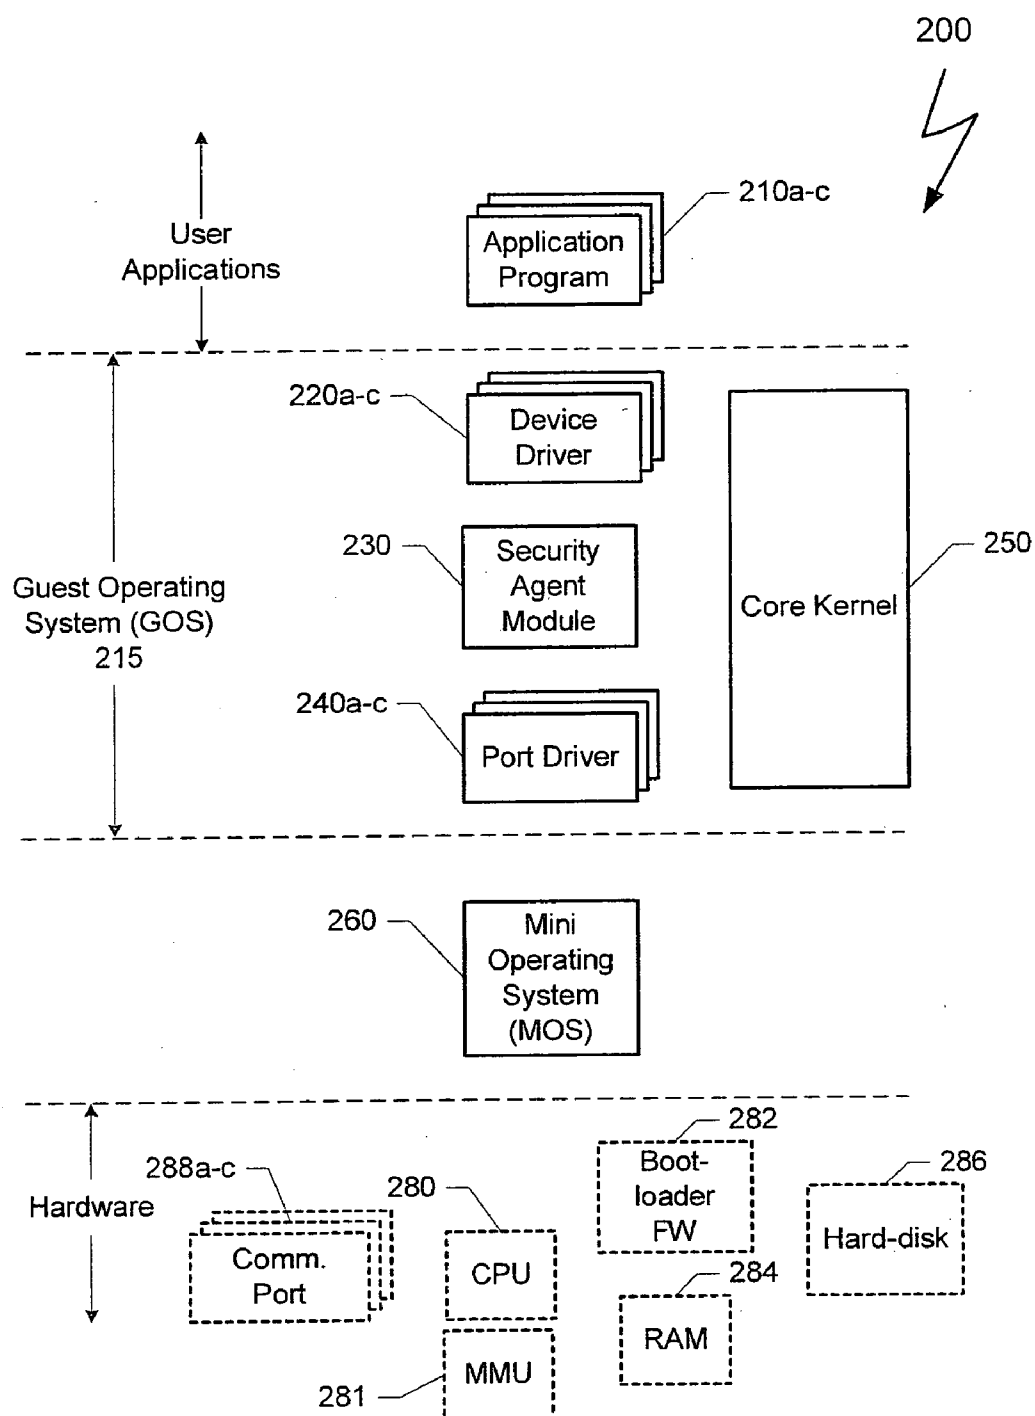 200
210a-c
User
Applications
Application
Program
220a-c
Device
Driver
230
Security
Agent
Module
250
Core Kernel
Guest Operating
System (GOS)
215
240a-c
Port Driver
260
Mini
Operating
System
(MOS)
282
288a-c
280
Boot-
loader
FW
286
Hardware
Comm.
Port
CPU
Hard-disk
284
RAM
MMU
281